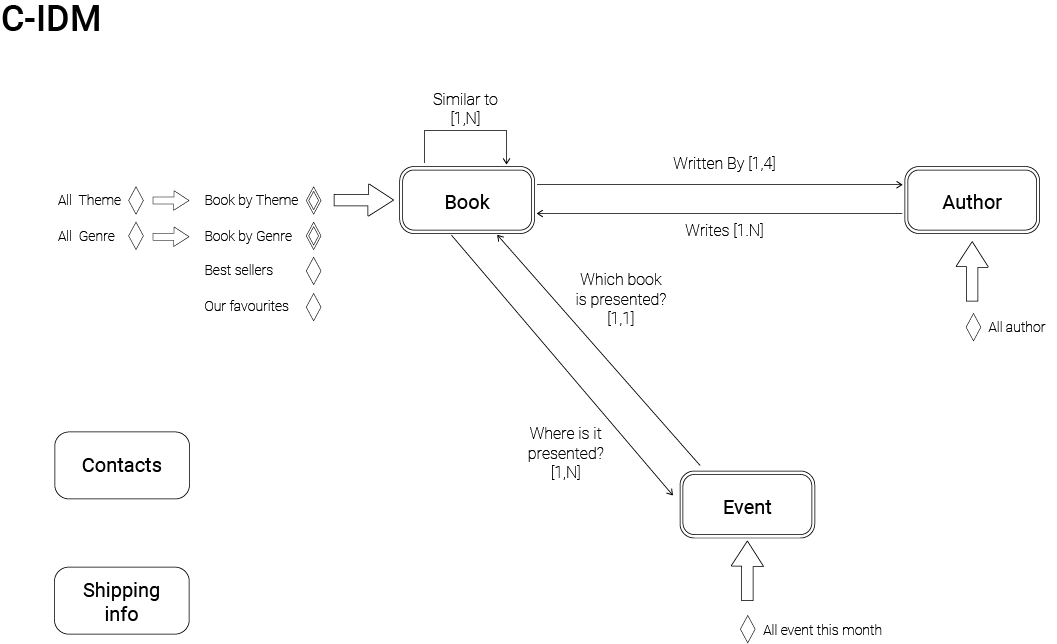 C-IDM
Similar to
[1,N]
Written By [1,4]
All Theme
Book by Theme
Book
Author
All Genre
Book by Genre
Writes [1.N]
Best sellers
Which book
is presented?
[1,1]
Our favourites
All author
Where is it
presented?
[1,N]
Contacts
Event
Shipping
info
All event this month